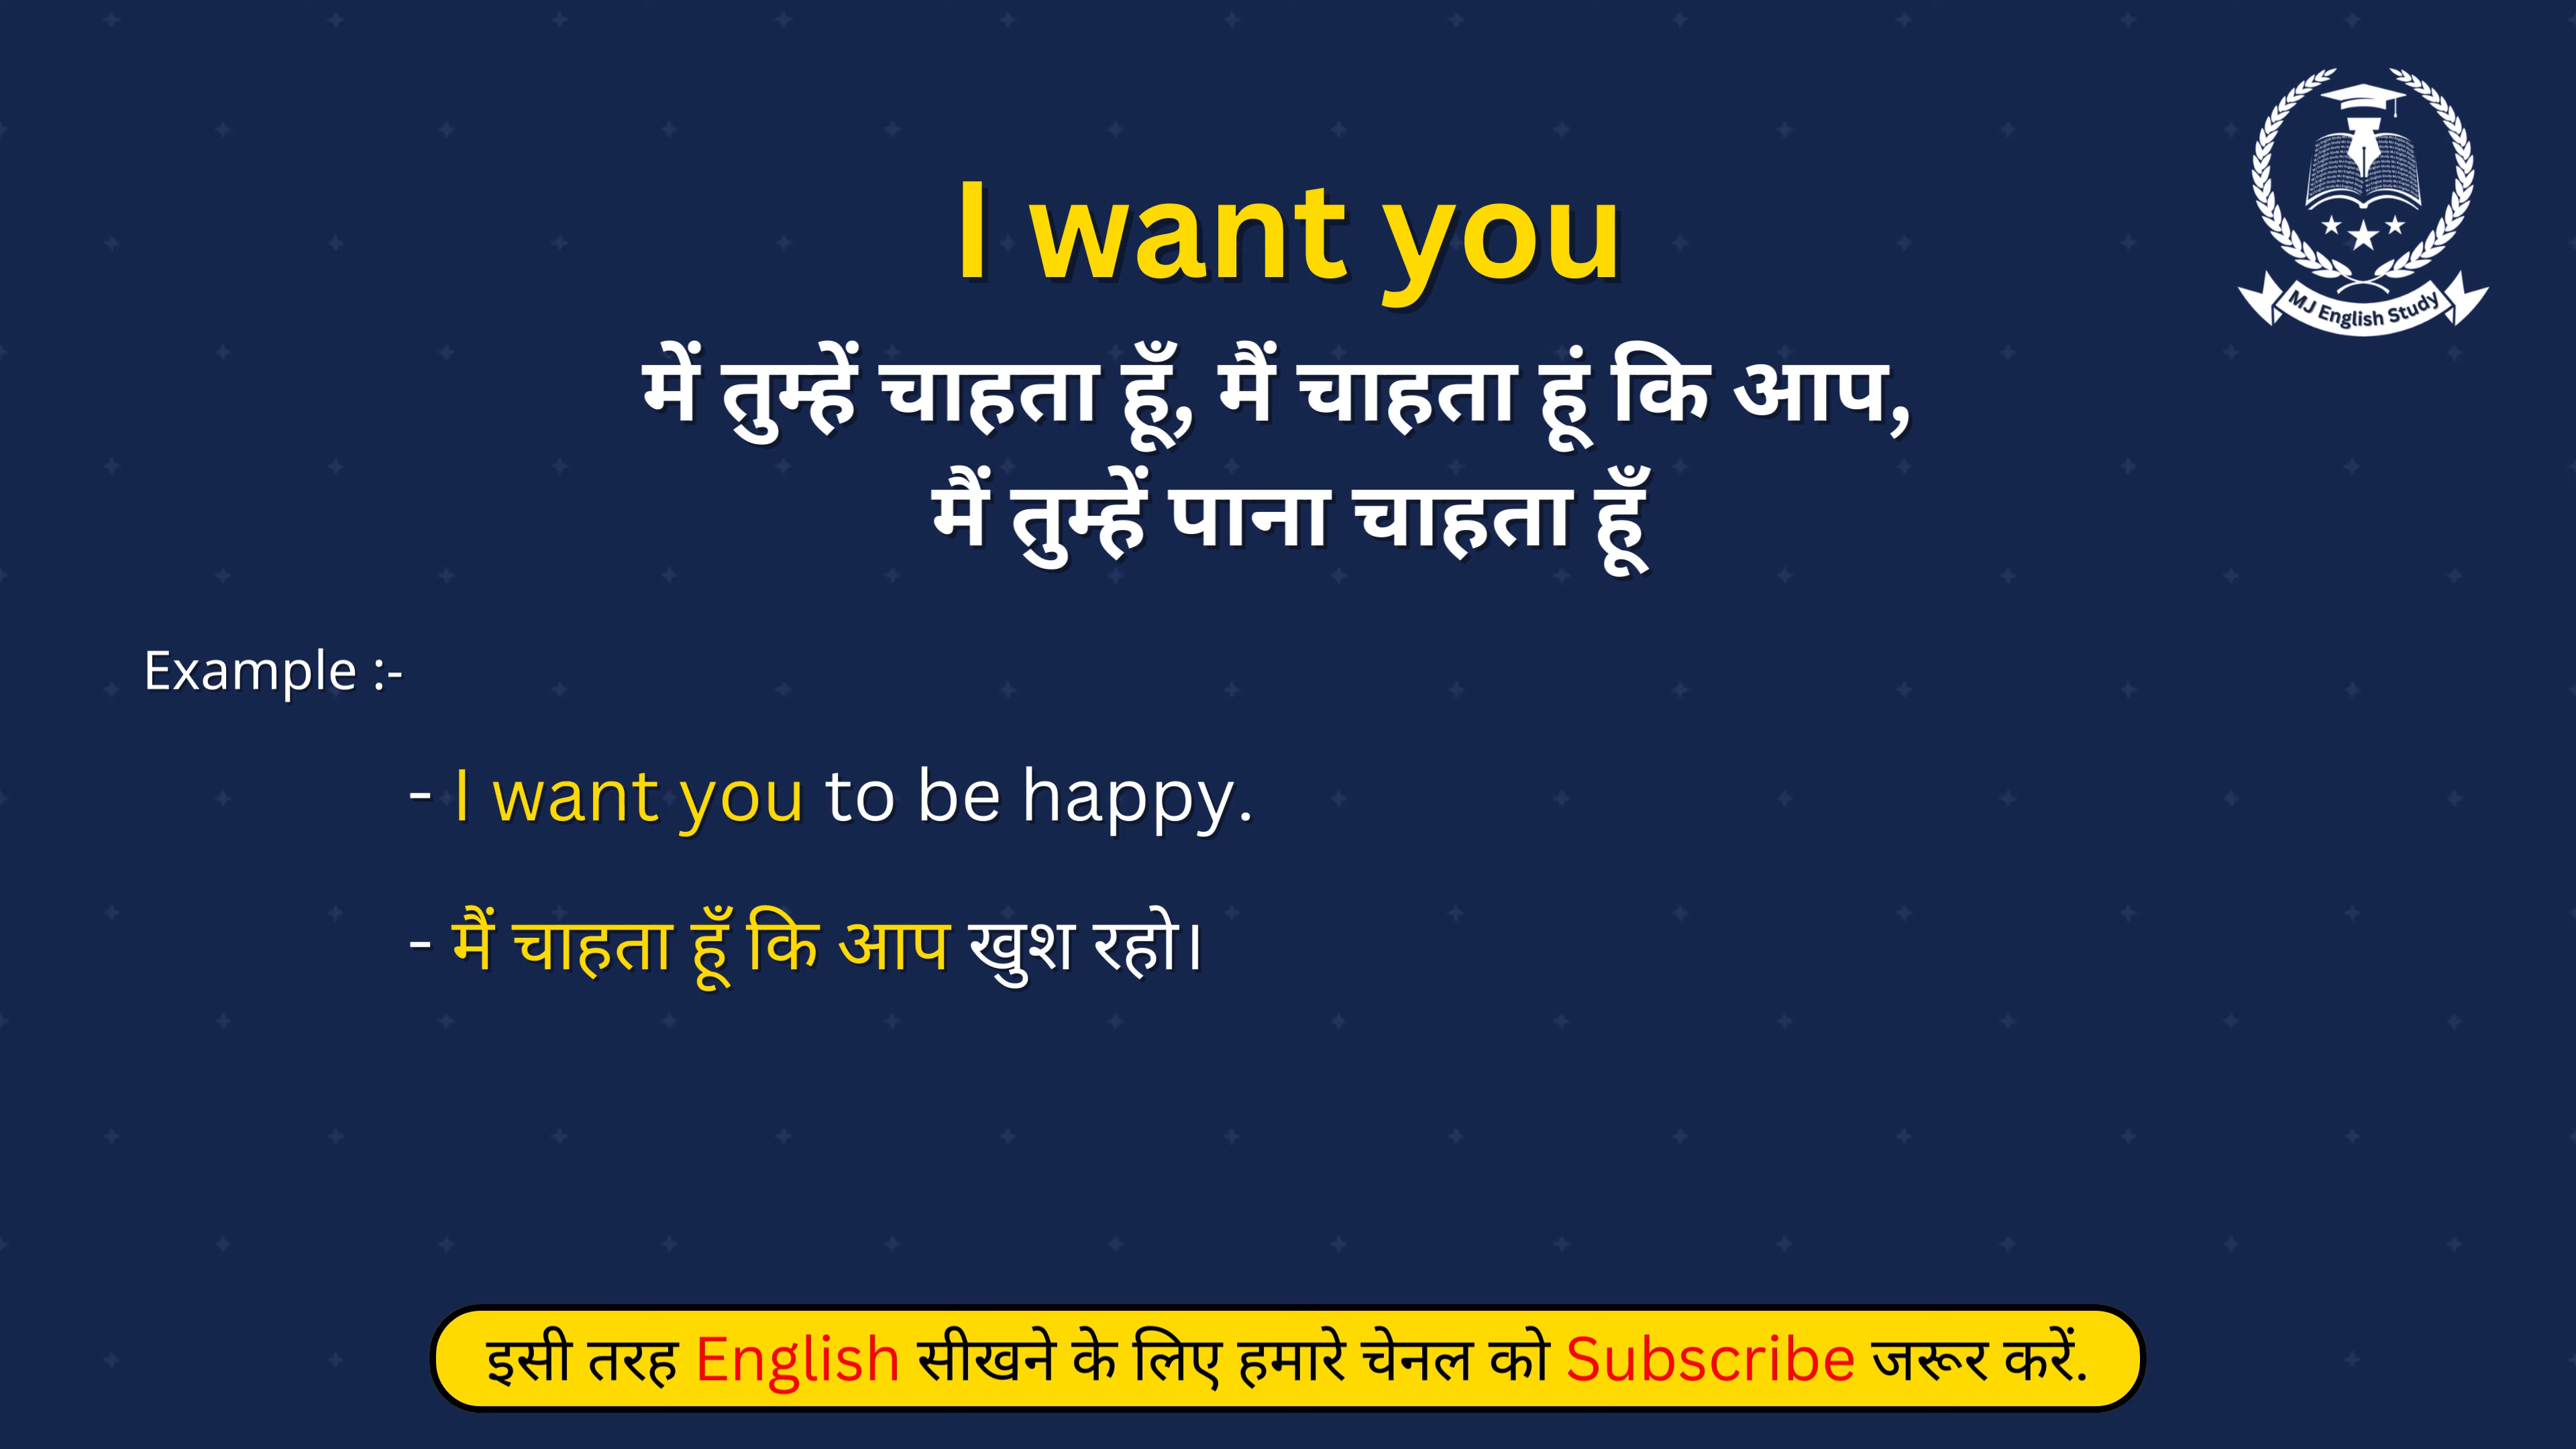 MJ English Study
I want you
में तुम्हें चाहता हूँ, मैं चाहता हूं कि आप,
मैं तुम्हें पाना चाहता हूँ
Example :-
- I want you to be happy.
- मैं चाहता हूँ कि आप खुश रहो।
इसी तरह English सीखने के लिए हमारे चेनल को Subscribe जरूर करें.